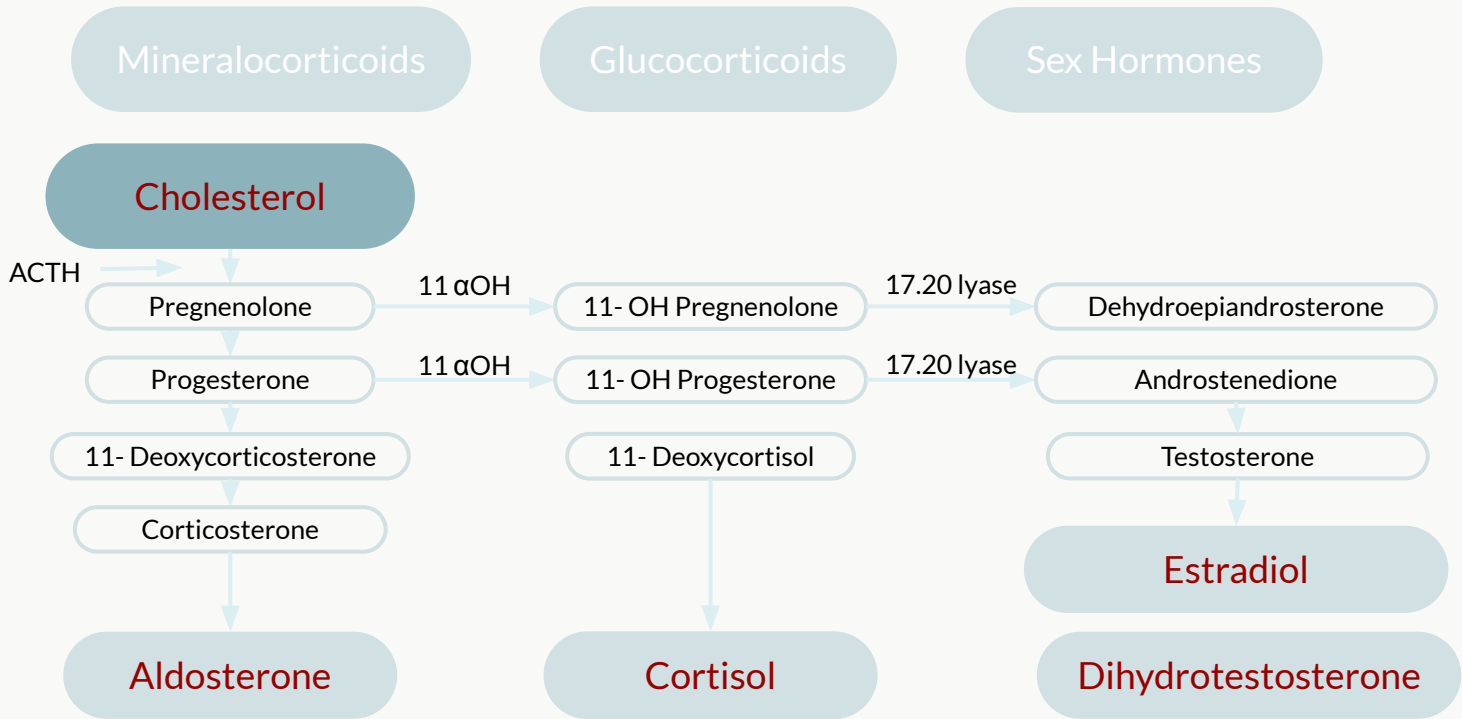 Mineralocorticoids
Glucocorticoids
Sex Hormones
Cholesterol
ACTH
11 αOH
17.20 lyase
Pregnenolone
11- OH Pregnenolone
Dehydroepiandrosterone
11 αOH
17.20 lyase
Progesterone
11- OH Progesterone
Androstenedione
11- Deoxycorticosterone
11- Deoxycortisol
Testosterone
Corticosterone
Estradiol
Aldosterone
Cortisol
Dihydrotestosterone